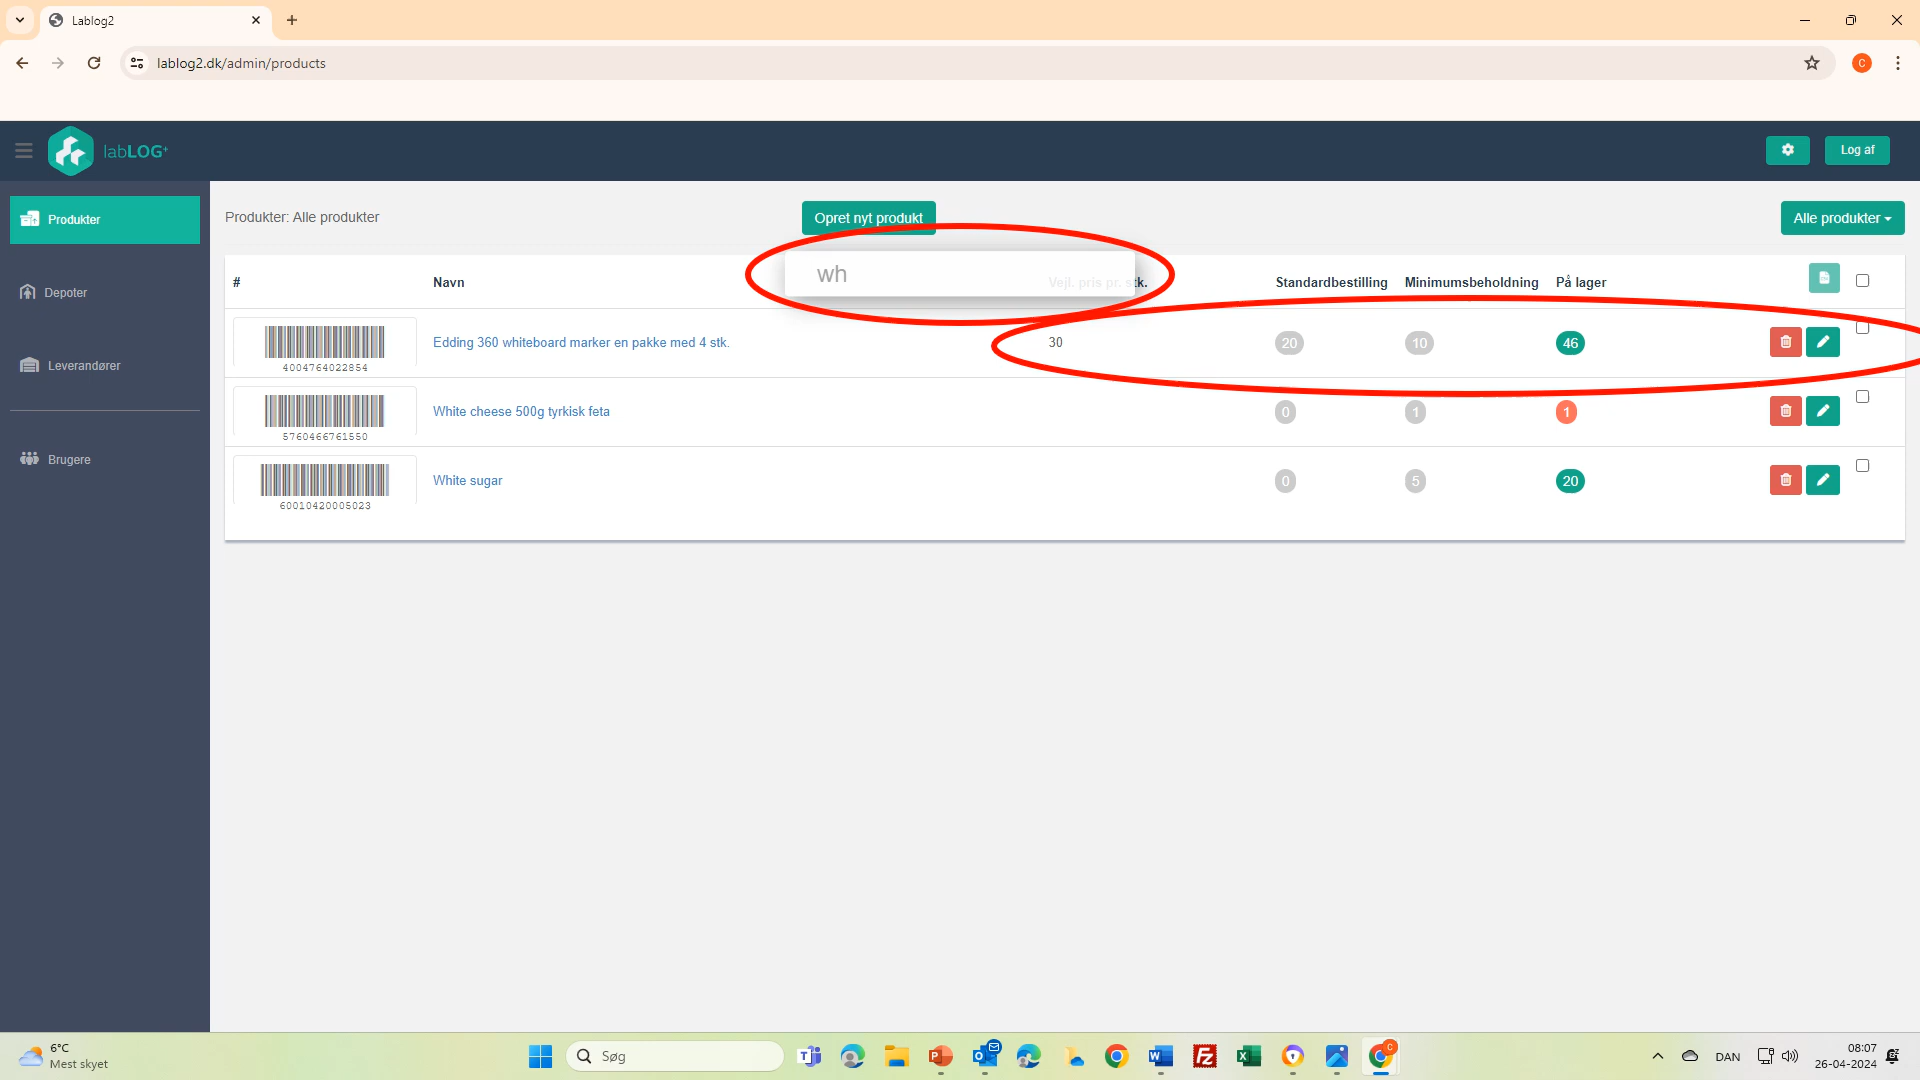 Lablog2
lablog2.dk/admin/products
C
labLOG+
Log af
Produkter
Depoter
Leverandører
Brugere
Produkter: Alle produkter
Opret nyt produkt
Alle produkter
wh
# Navn Vejl. pris pr. stk. Standardbestilling Minimumsbeholdning På lager
Edding 360 whiteboard marker en pakke med 4 stk. 30 20 10 46
4004764022854
White cheese 500g tyrkisk feta 0 1 1
5760466761550
White sugar 0 5 20
60010420005023
6°C
Mest skyet
Søg
DAN
08:07
26-04-2024